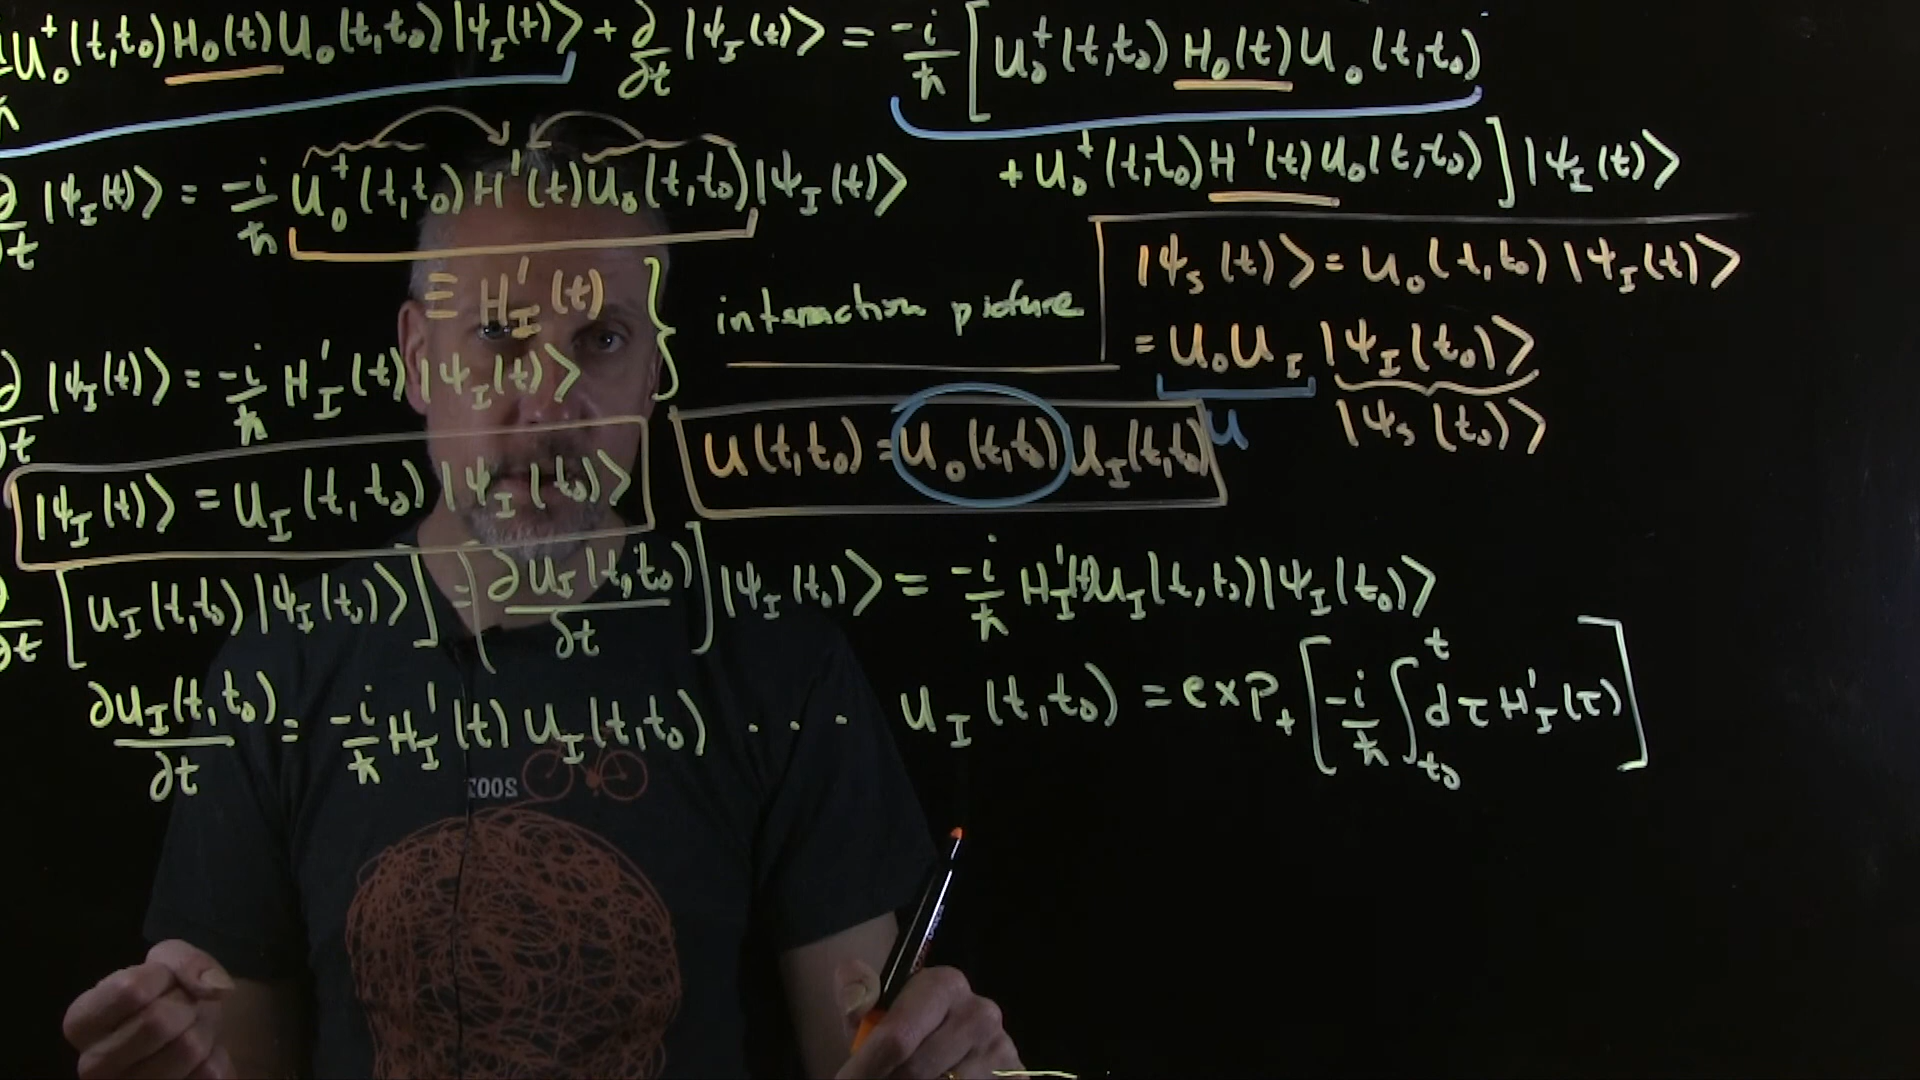 U₀†(t,t₀)H₀(t)U₀(t,t₀)|ψ_I(t)⟩ + ∂/∂t |ψ_I(t)⟩ = -i/ħ [U₀†(t,t₀)H₀(t)U₀(t,t₀)
+ U₀†(t,t₀)H'(t)U₀(t,t₀)]|ψ_I(t)⟩
∂/∂t |ψ_I(t)⟩ = -i/ħ U₀†(t,t₀)H'(t)U₀(t,t₀)|ψ_I(t)⟩
≡ H'_I(t)
interaction picture
∂/∂t |ψ_I(t)⟩ = -i/ħ H'_I(t)|ψ_I(t)⟩
|ψ_s(t)⟩ = U₀(t,t₀)|ψ_I(t)⟩
= U₀U_I |ψ_I(t₀)⟩
U |ψ_s(t₀)⟩
|ψ_I(t)⟩ = U_I(t,t₀)|ψ_I(t₀)⟩
U(t,t₀) = U₀(t,t₀)U_I(t,t₀)
∂/∂t [U_I(t,t₀)|ψ_I(t₀)⟩] = [∂U_I(t,t₀)/∂t]|ψ_I(t₀)⟩ = -i/ħ H'_I(t)U_I(t,t₀)|ψ_I(t₀)⟩
∂U_I(t,t₀)/∂t = -i/ħ H'_I(t)U_I(t,t₀) ... U_I(t,t₀) = exp₊[-i/ħ ∫_{t₀}^{t} dτ H'_I(τ)]